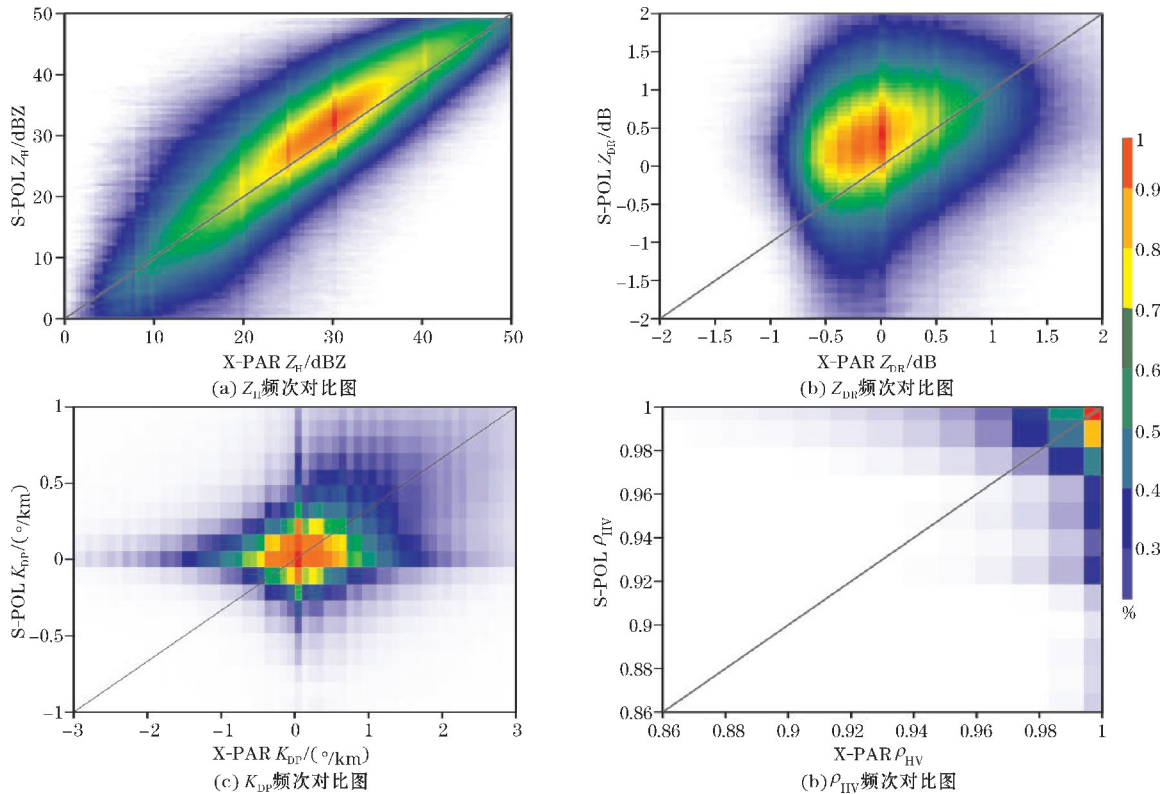 50
40
30
20
10
0
S-POL Z_H/dBZ
0 10 20 30 40 50
X-PAR Z_H/dBZ
(a) Z_H频次对比图
2
1.5
1
0.5
0
-0.5
-1
-1.5
-2
S-POL Z_DR/dB
-2 -1.5 -1 -0.5 0 0.5 1 1.5 2
X-PAR Z_DR/dB
(b) Z_DR频次对比图
1
0.5
0
-0.5
-1
S-POL K_DP/(°/km)
-3 -2 -1 0 1 2 3
X-PAR K_DP/(°/km)
(c) K_DP频次对比图
1
0.98
0.96
0.94
0.92
0.9
0.88
0.86
S-POL ρ_HV
0.86 0.88 0.9 0.92 0.94 0.96 0.98 1
X-PAR ρ_HV
(b) ρ_HV频次对比图
1
0.9
0.8
0.7
0.6
0.5
0.4
0.3
%